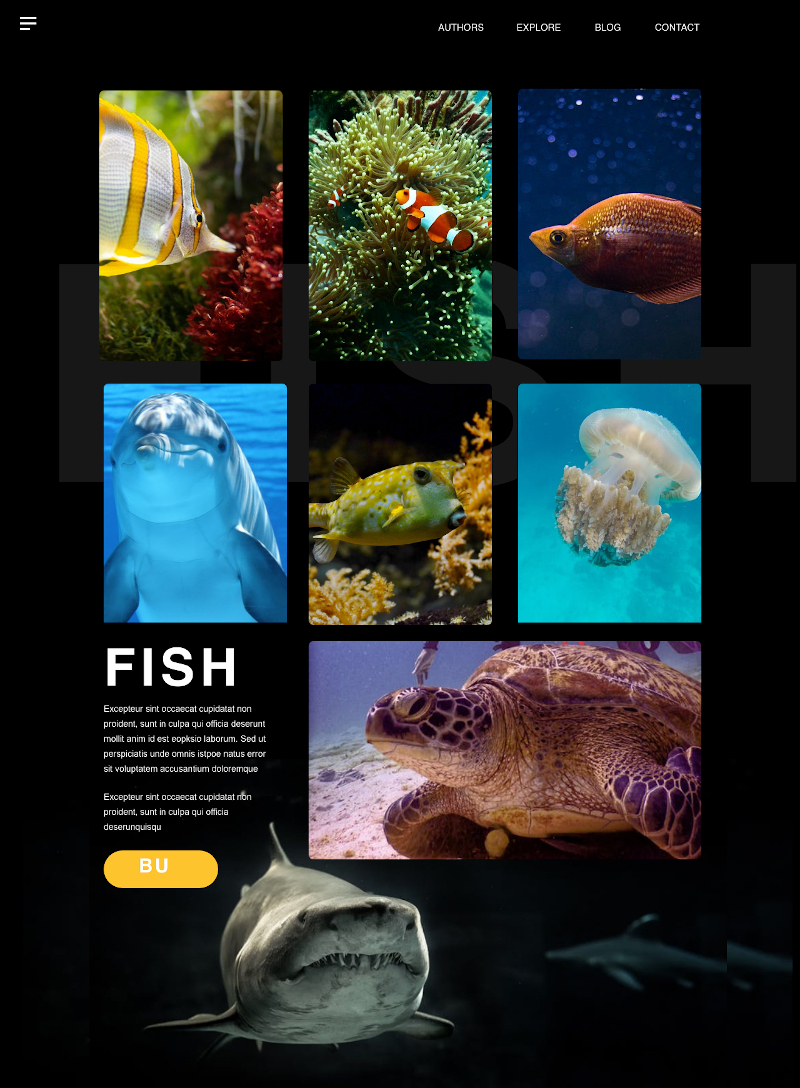 AUTHORS EXPLORE BLOG CONTACT
FISH
FISH
Excepteur sint occaecat cupidatat non
proident, sunt in culpa qui officia deserunt
mollit anim id est eopksio laborum. Sed ut
perspiciatis unde omnis istpoe natus error
sit voluptatem accusantium doloremque
Excepteur sint occaecat cupidatat non
proident, sunt in culpa qui officia
deserunquisqu
BU